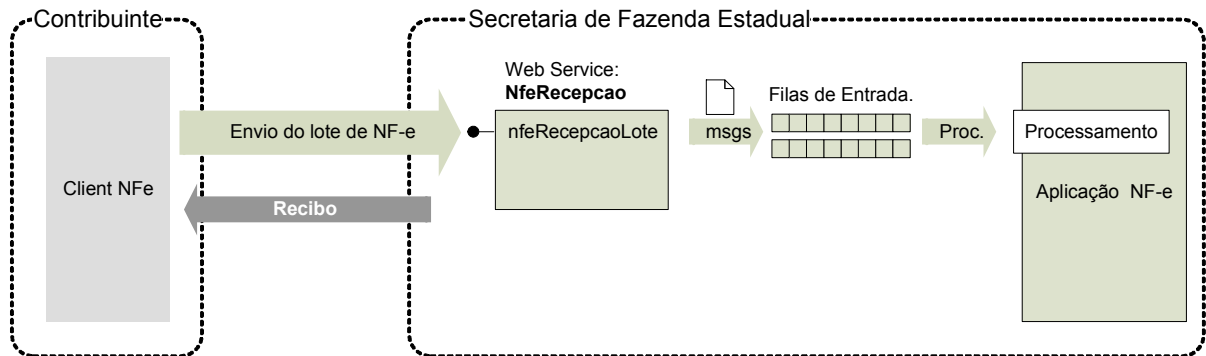 Contribuinte
Secretaria de Fazenda Estadual
Client NFe
Envio do lote de NF-e
Recibo
Web Service:
NfeRecepcao
nfeRecepcaoLote
msgs
Filas de Entrada.
Proc.
Processamento
Aplicação NF-e